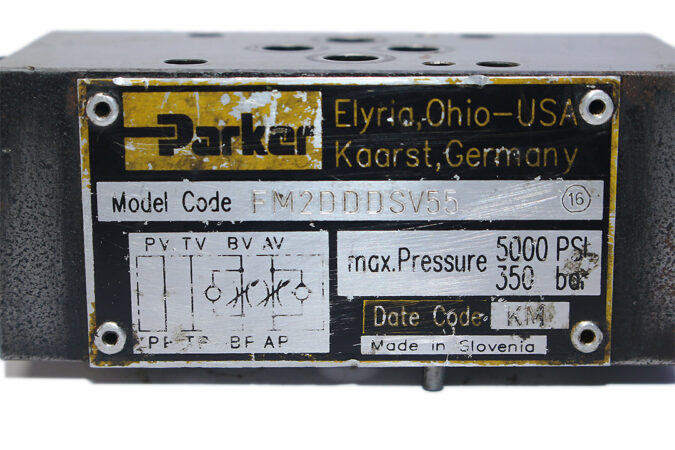 Parker
Elyria, Ohio-USA
Kaarst, Germany
Model Code FM2DDDSV55 16
PV TV BV AV
max.Pressure 5000 PSI
350 bar
PP TP BP AP
Date Code KM
Made in Slovenia